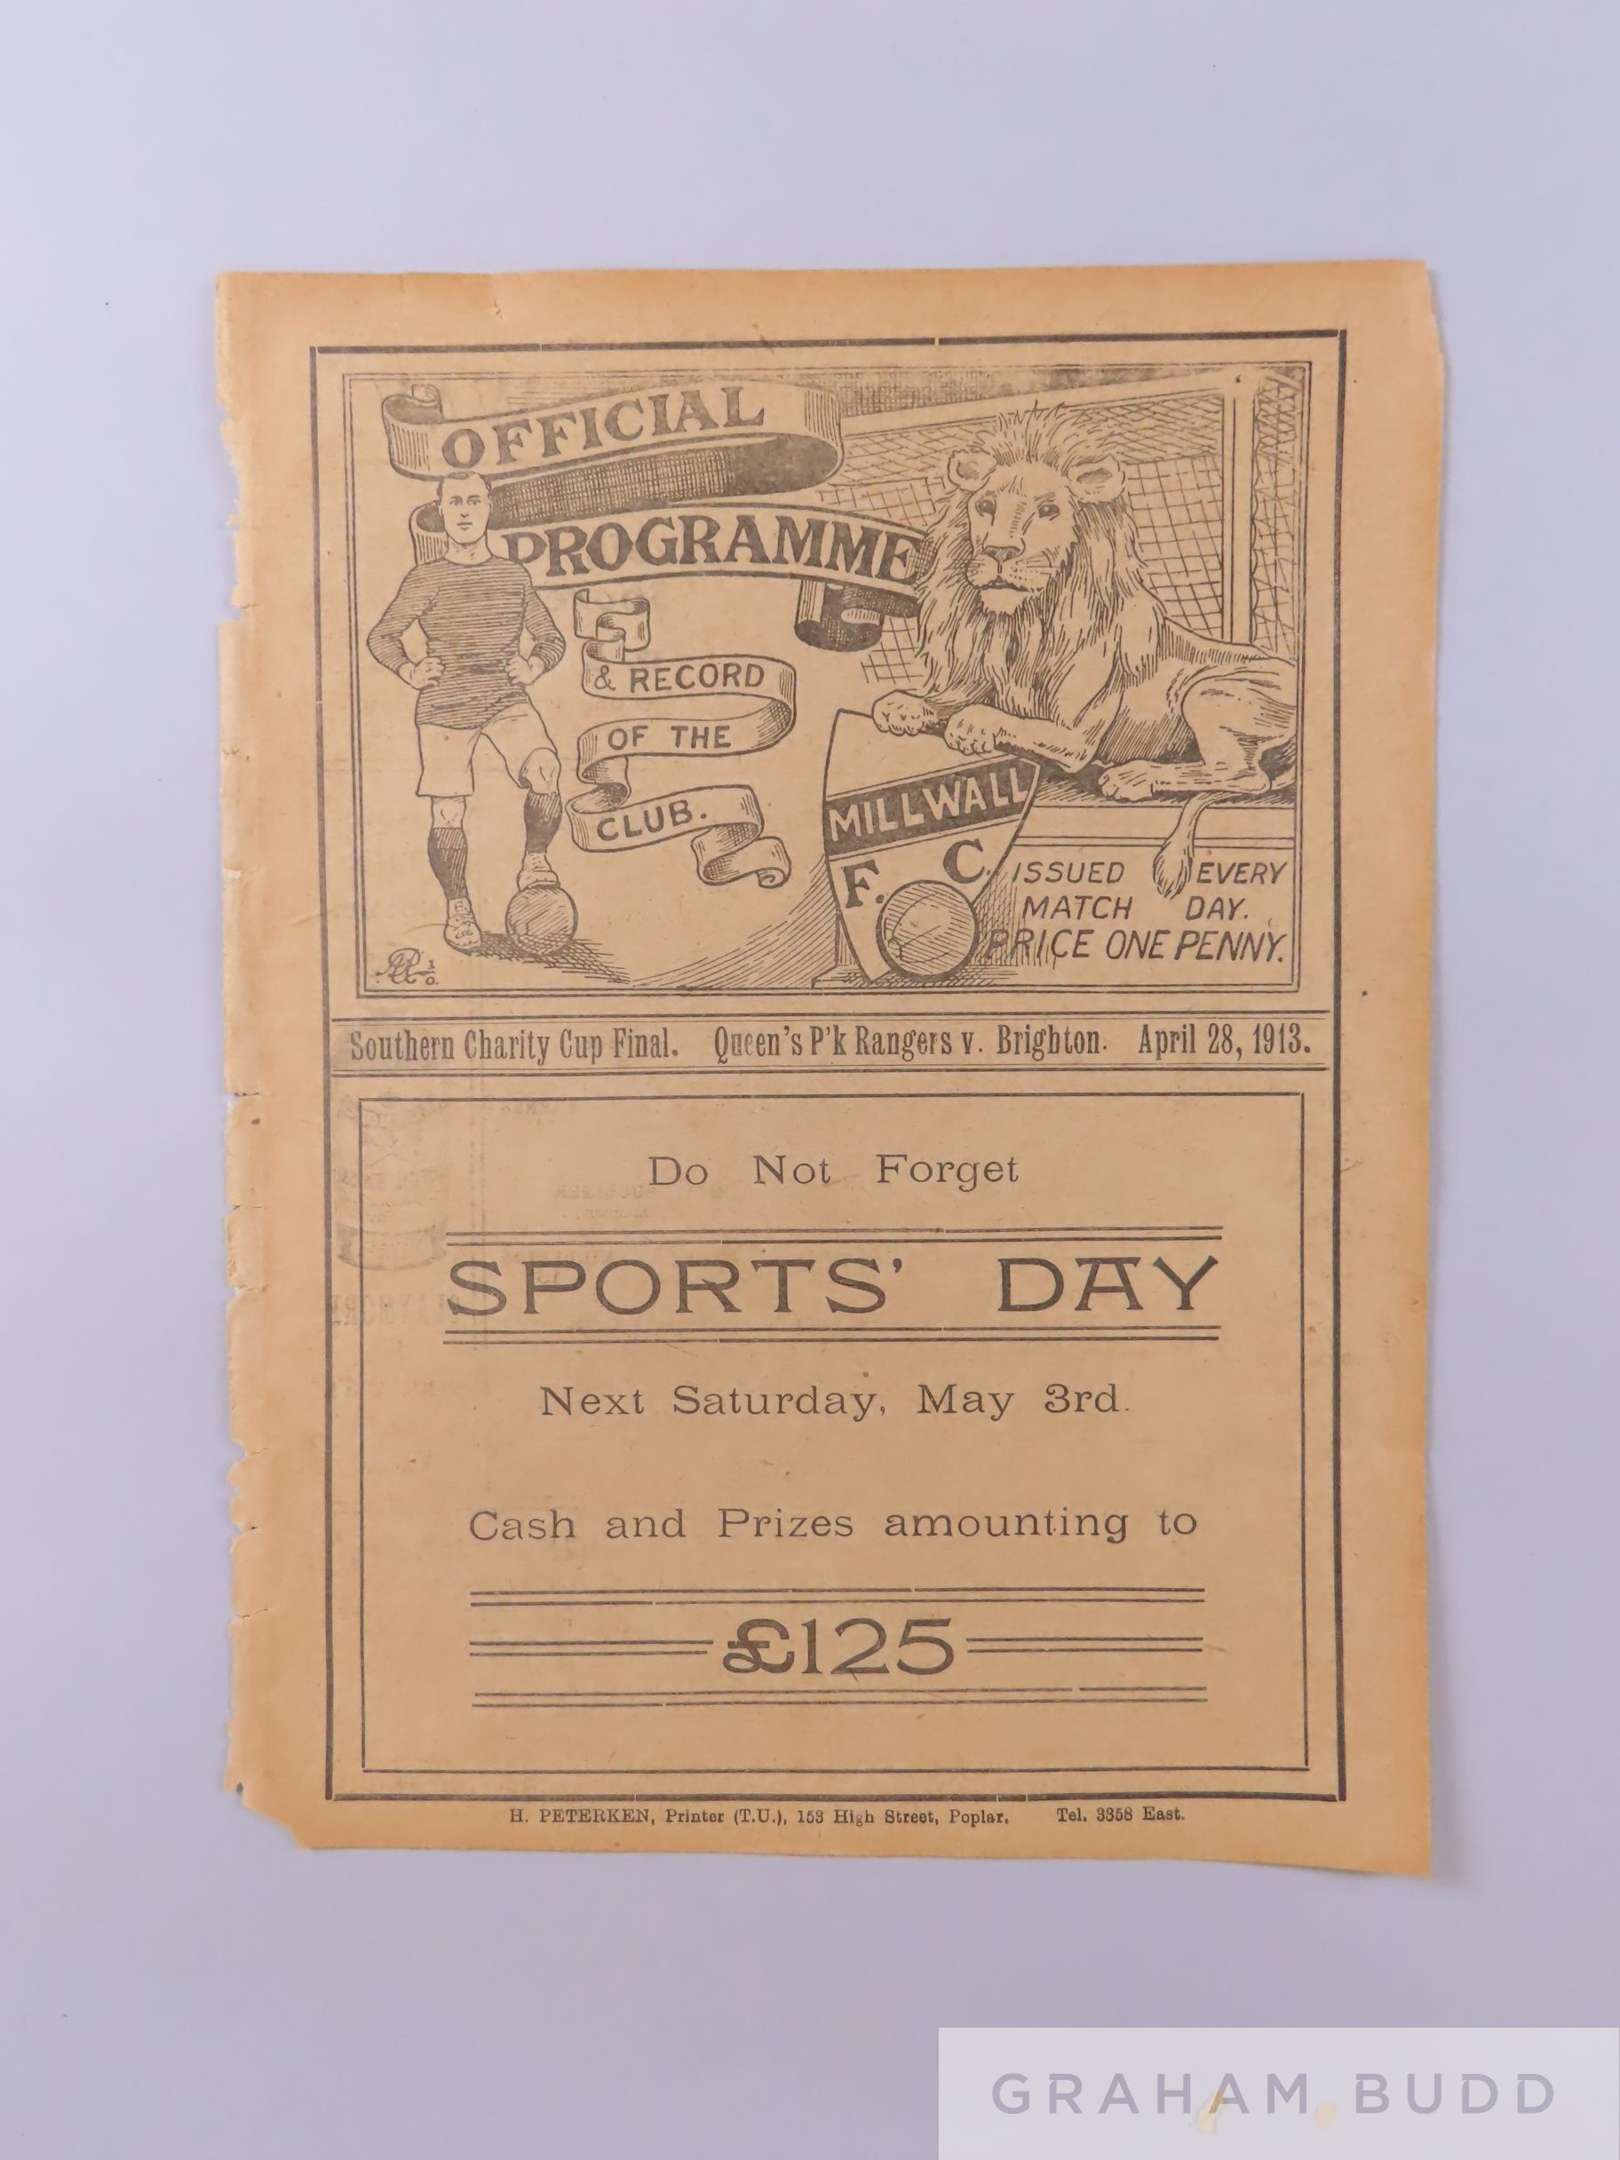 OFFICIAL
PROGRAMME
& RECORD
OF THE
CLUB.
MILLWALL
F. C.
ISSUED EVERY
MATCH DAY.
PRICE ONE PENNY.
Southern Charity Cup Final. Queen's P'k Rangers v. Brighton. April 28, 1913.
Do Not Forget
SPORTS' DAY
Next Saturday, May 3rd.
Cash and Prizes amounting to
£125
H. PETERKEN, Printer (T.U.), 153 High Street, Poplar. Tel. 3358 East.
GRAHAM BUDD